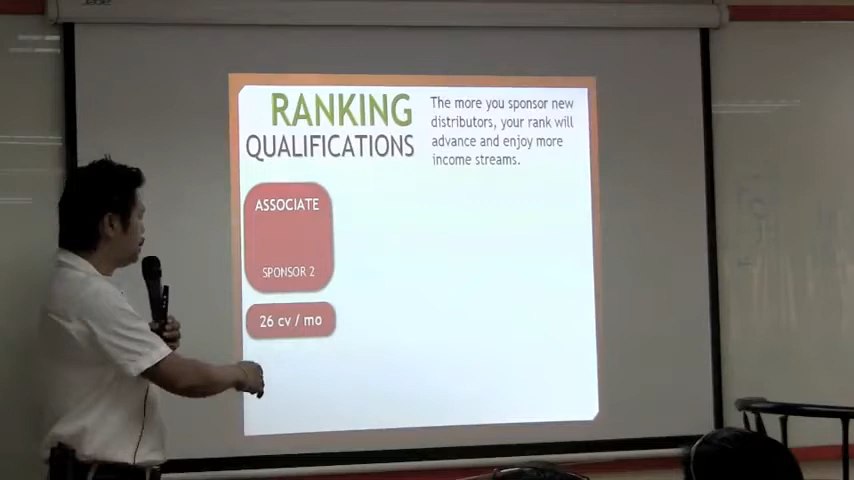 RANKING
QUALIFICATIONS
The more you sponsor new
distributors, your rank will
advance and enjoy more
income streams.
ASSOCIATE
SPONSOR 2
26 cv / mo